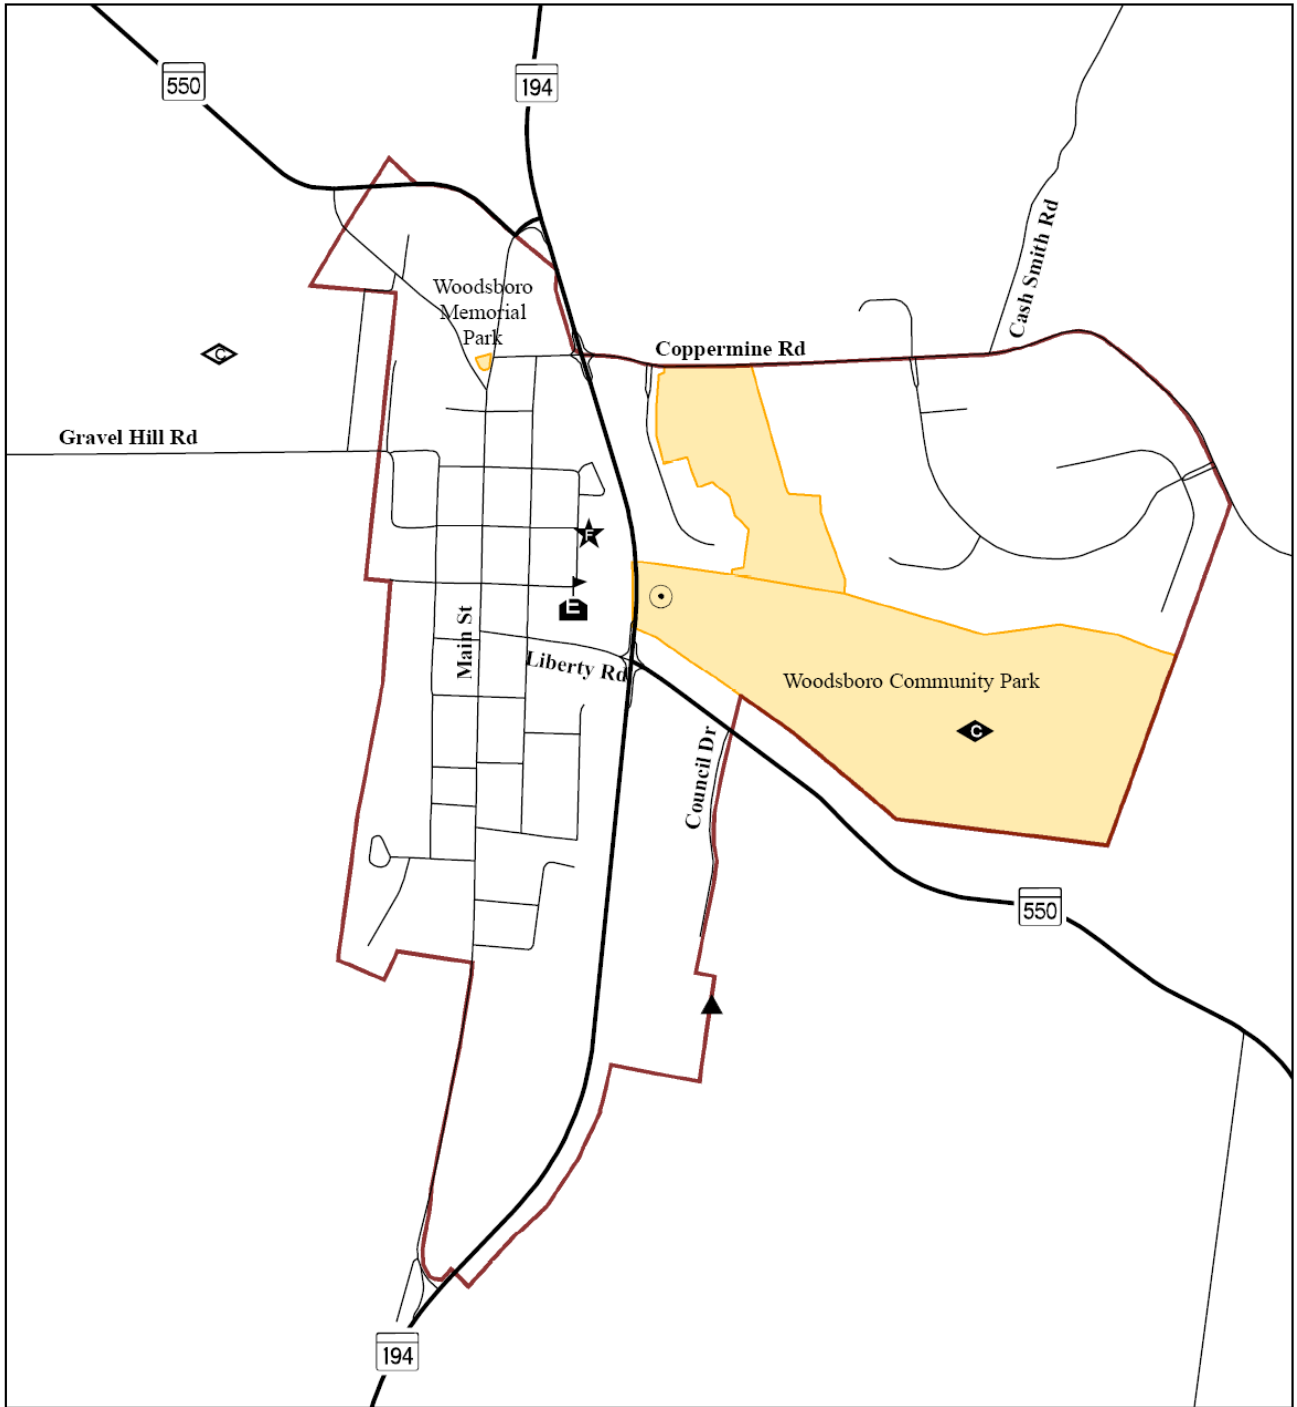 550
194
Cash Smith Rd
Woodsboro
Memorial
Park
Coppermine Rd
C
Gravel Hill Rd
F
E
Main St
Liberty Rd
Woodsboro Community Park
C
Council Dr
550
194